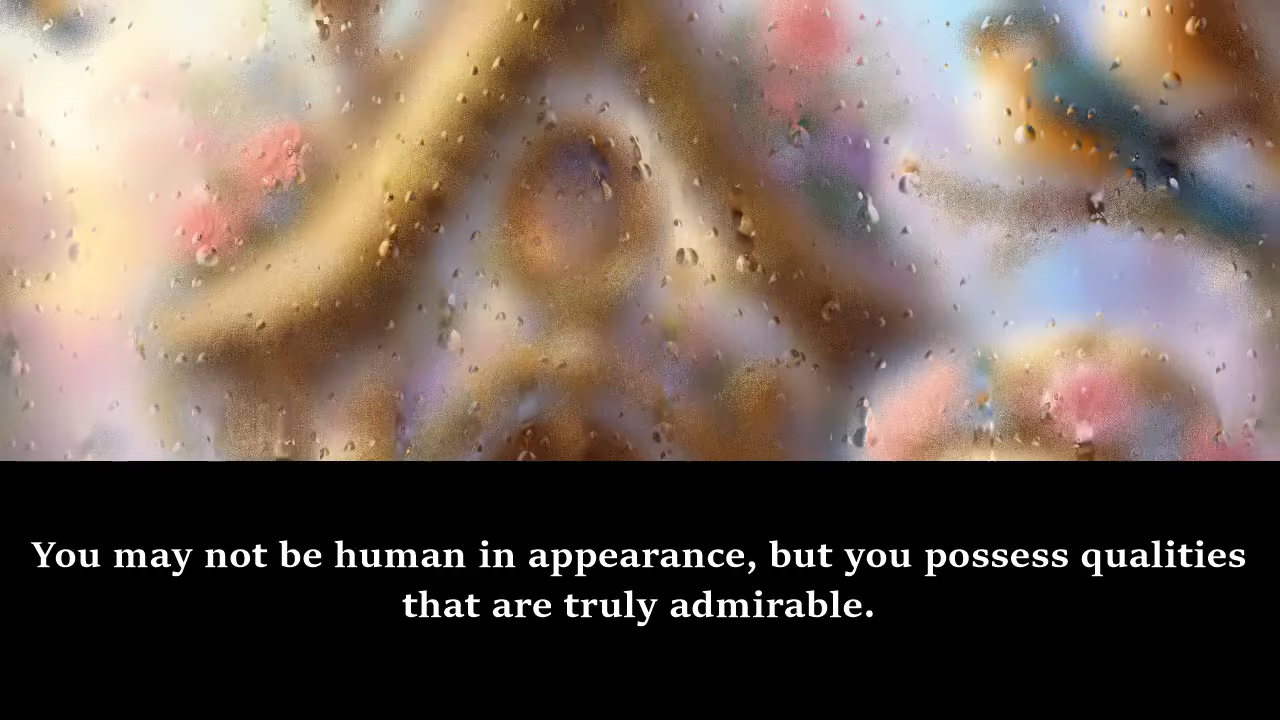 You may not be human in appearance, but you possess qualities
that are truly admirable.